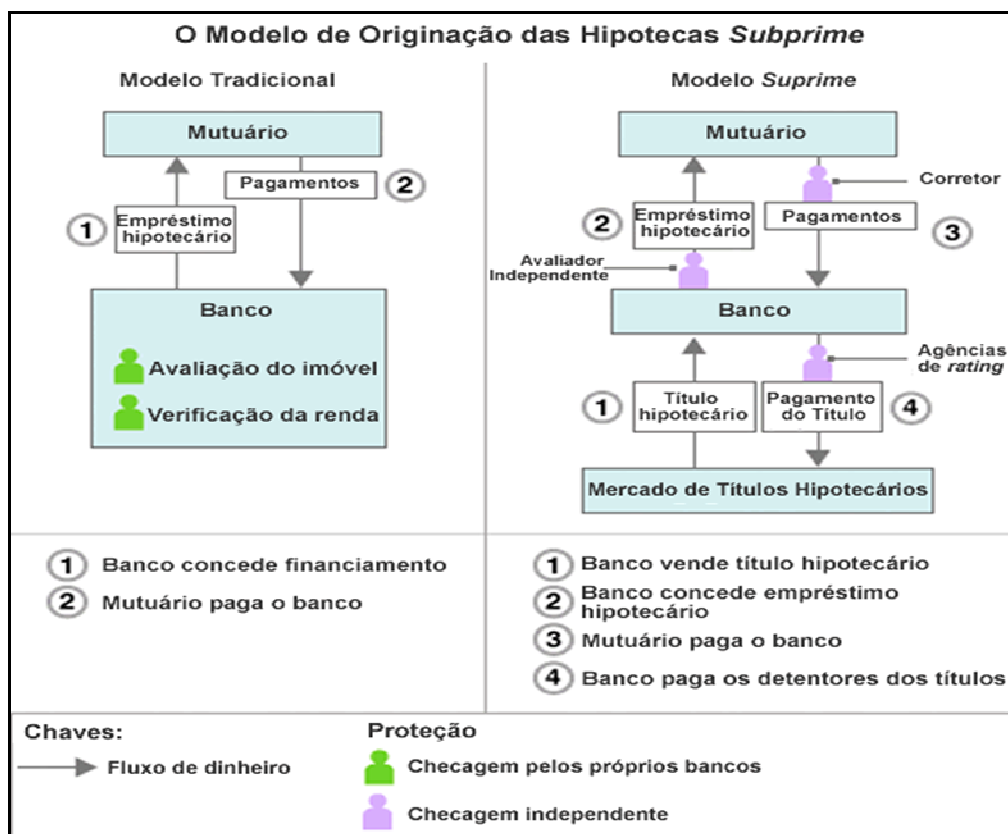 O Modelo de Originação das Hipotecas Subprime
Modelo Tradicional
Mutuário
Pagamentos
2
1
Empréstimo
hipotecário
Banco
Avaliação do imóvel
Verificação da renda
Modelo Suprime
Mutuário
Corretor
2
Empréstimo
hipotecário
Pagamentos
3
Avaliador
Independente
Banco
Agências
de rating
1
Título
hipotecário
Pagamento
do Título
4
Mercado de Títulos Hipotecários
1 Banco concede financiamento
2 Mutuário paga o banco
1 Banco vende título hipotecário
2 Banco concede empréstimo
hipotecário
3 Mutuário paga o banco
4 Banco paga os detentores dos títulos
Chaves:
Fluxo de dinheiro
Proteção
Checagem pelos próprios bancos
Checagem independente